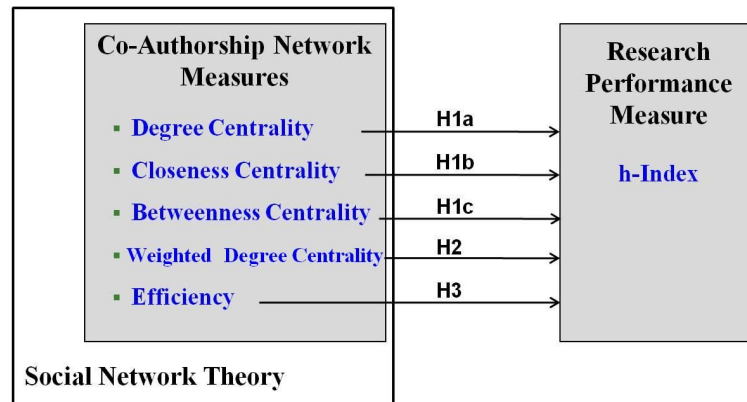 Co-Authorship Network
Measures
▪ Degree Centrality
▪ Closeness Centrality
▪ Betweenness Centrality
▪ Weighted Degree Centrality
▪ Efficiency
Social Network Theory
H1a
H1b
H1c
H2
H3
Research
Performance
Measure
h-Index